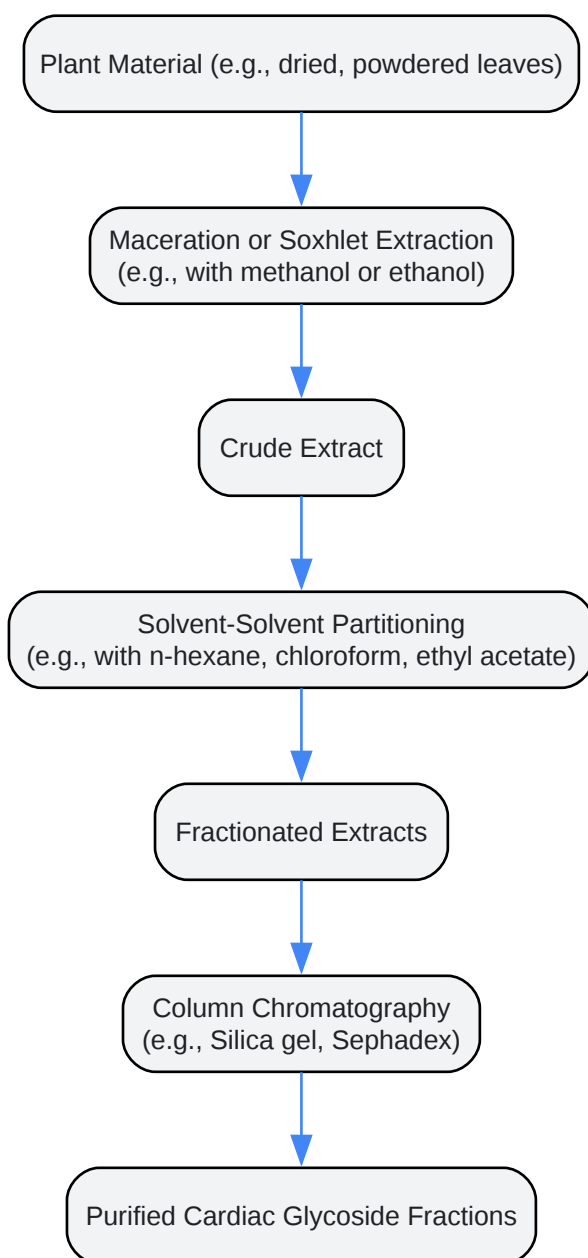 Plant Material (e.g., dried, powdered leaves)
Maceration or Soxhlet Extraction
(e.g., with methanol or ethanol)
Crude Extract
Solvent-Solvent Partitioning
(e.g., with n-hexane, chloroform, ethyl acetate)
Fractionated Extracts
Column Chromatography
(e.g., Silica gel, Sephadex)
Purified Cardiac Glycoside Fractions